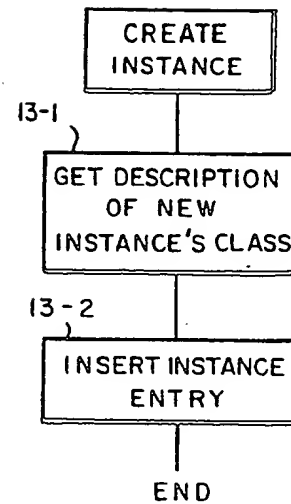 CREATE
INSTANCE
13-1
GET DESCRIPTION
OF NEW
INSTANCE'S CLASS
13-2
INSERT INSTANCE
ENTRY
END